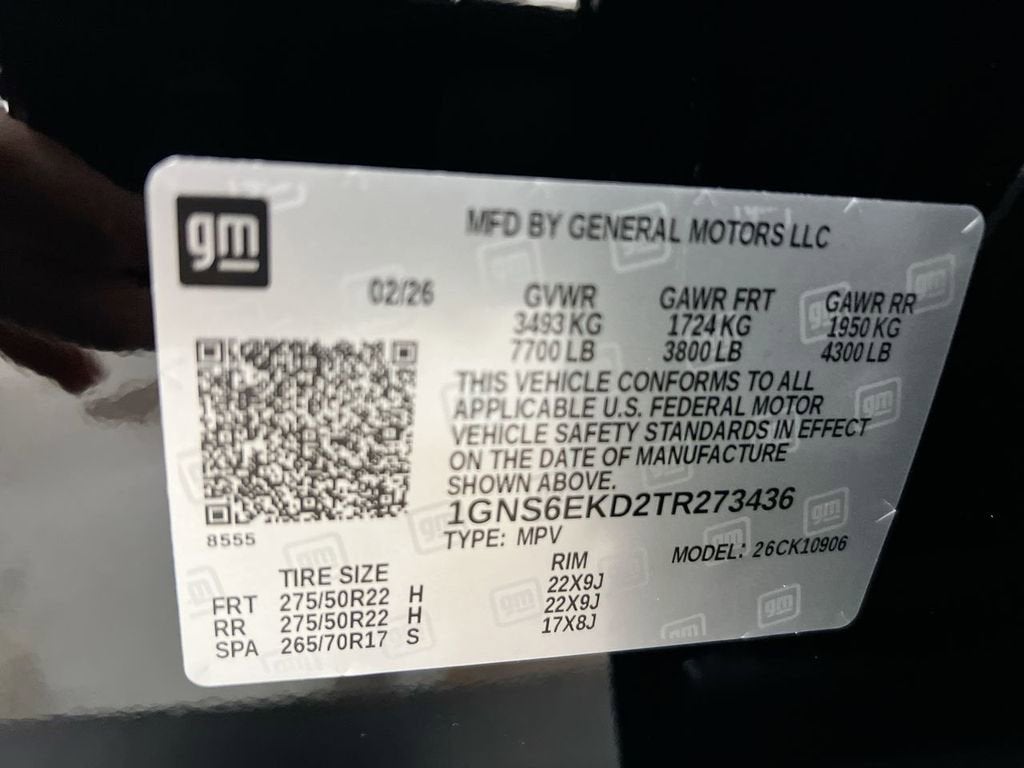 gm
MFD BY GENERAL MOTORS LLC
02/26 GVWR GAWR FRT GAWR RR
3493 KG 1724 KG 1950 KG
7700 LB 3800 LB 4300 LB
THIS VEHICLE CONFORMS TO ALL
APPLICABLE U.S. FEDERAL MOTOR
VEHICLE SAFETY STANDARDS IN EFFECT
ON THE DATE OF MANUFACTURE
SHOWN ABOVE.
1GNS6EKD2TR273436
8555
TYPE: MPV MODEL: 26CK10906
TIRE SIZE RIM
FRT 275/50R22 H 22X9J
RR 275/50R22 H 22X9J
SPA 265/70R17 S 17X8J